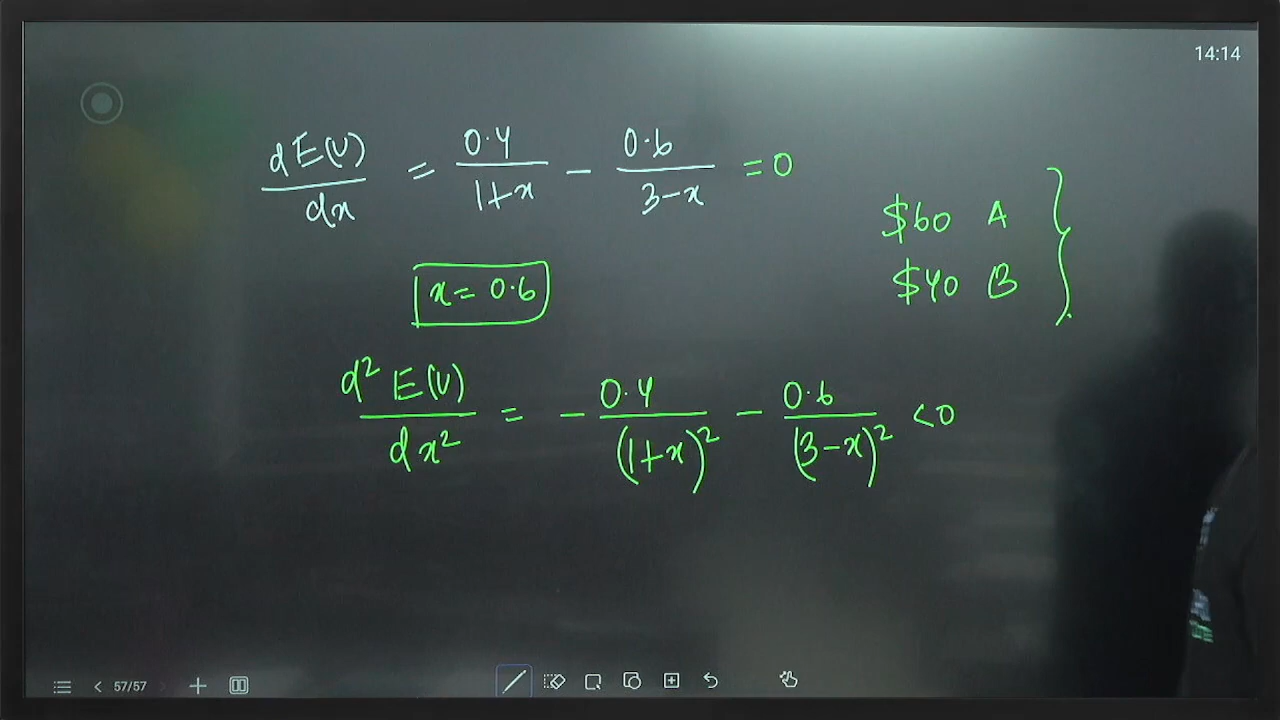 14:14
dE(U)/dx = 0.4/(1+x) - 0.6/(3-x) = 0
$60 A
$40 B
x = 0.6
d²E(U)/dx² = - 0.4/(1+x)² - 0.6/(3-x)² < 0
57/57